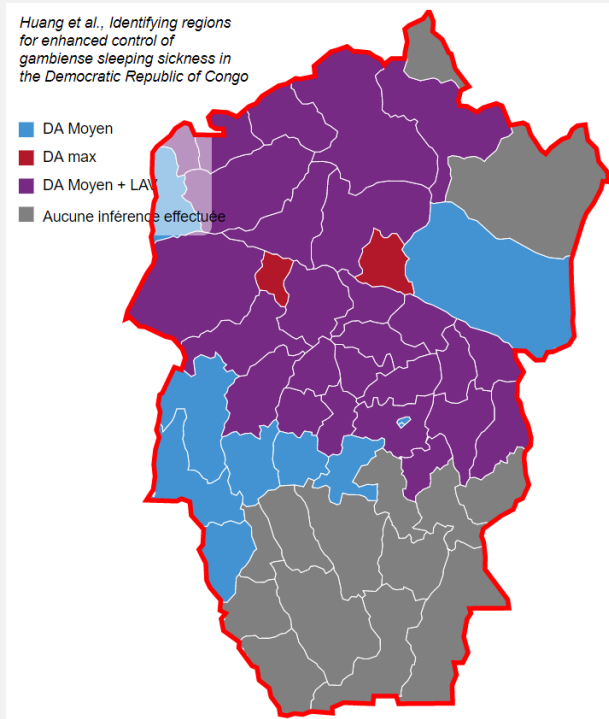 Huang et al., Identifying regions
for enhanced control of
gambiense sleeping sickness in
the Democratic Republic of Congo
DA Moyen
DA max
DA Moyen + LAV
Aucune inférence effectuée